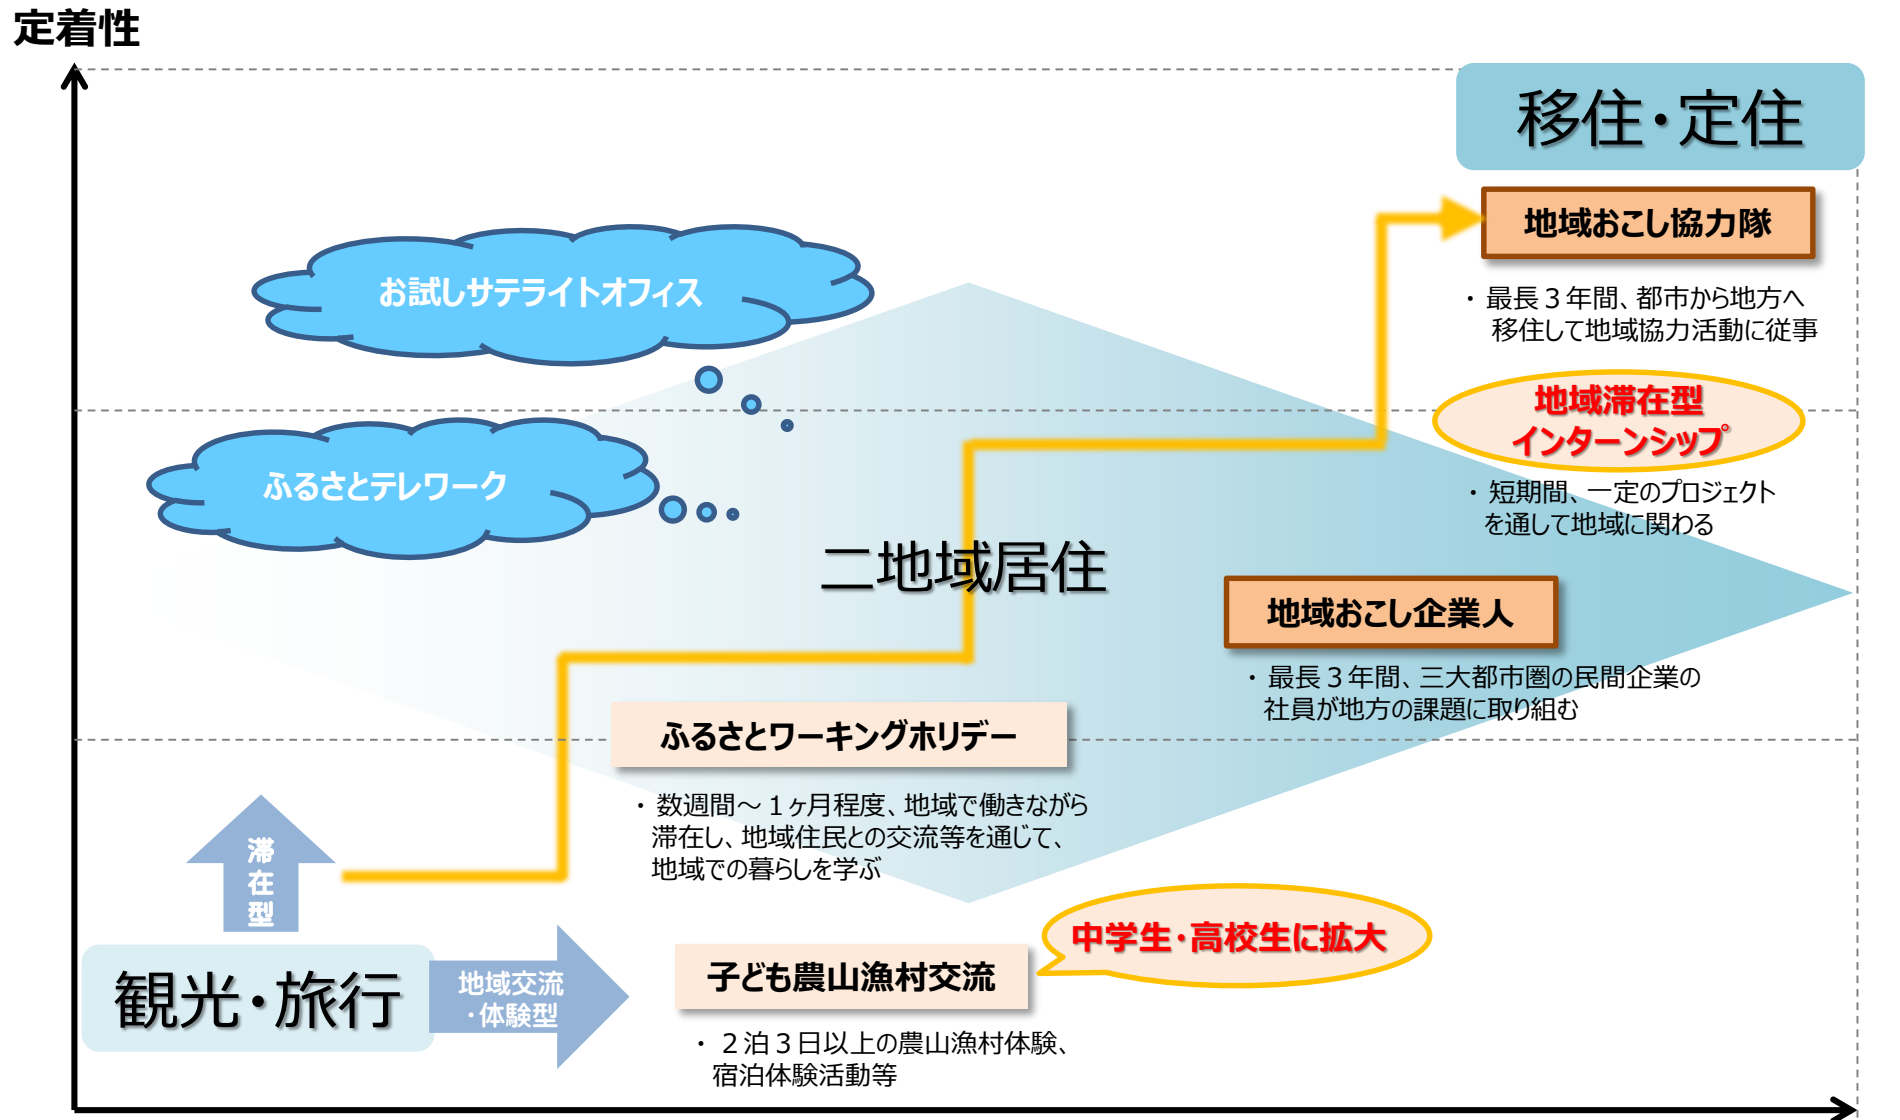 定着性
移住・定住
地域おこし協力隊
・最長３年間、都市から地方へ
移住して地域協力活動に従事
お試しサテライトオフィス
地域滞在型
インターンシップ
・短期間、一定のプロジェクト
を通して地域に関わる
ふるさとテレワーク
二地域居住
地域おこし企業人
・最長３年間、三大都市圏の民間企業の
社員が地方の課題に取り組む
ふるさとワーキングホリデー
・数週間～１ヶ月程度、地域で働きながら
滞在し、地域住民との交流等を通じて、
地域での暮らしを学ぶ
滞
在
型
観光・旅行
地域交流
・体験型
子ども農山漁村交流
中学生・高校生に拡大
・２泊３日以上の農山漁村体験、
宿泊体験活動等